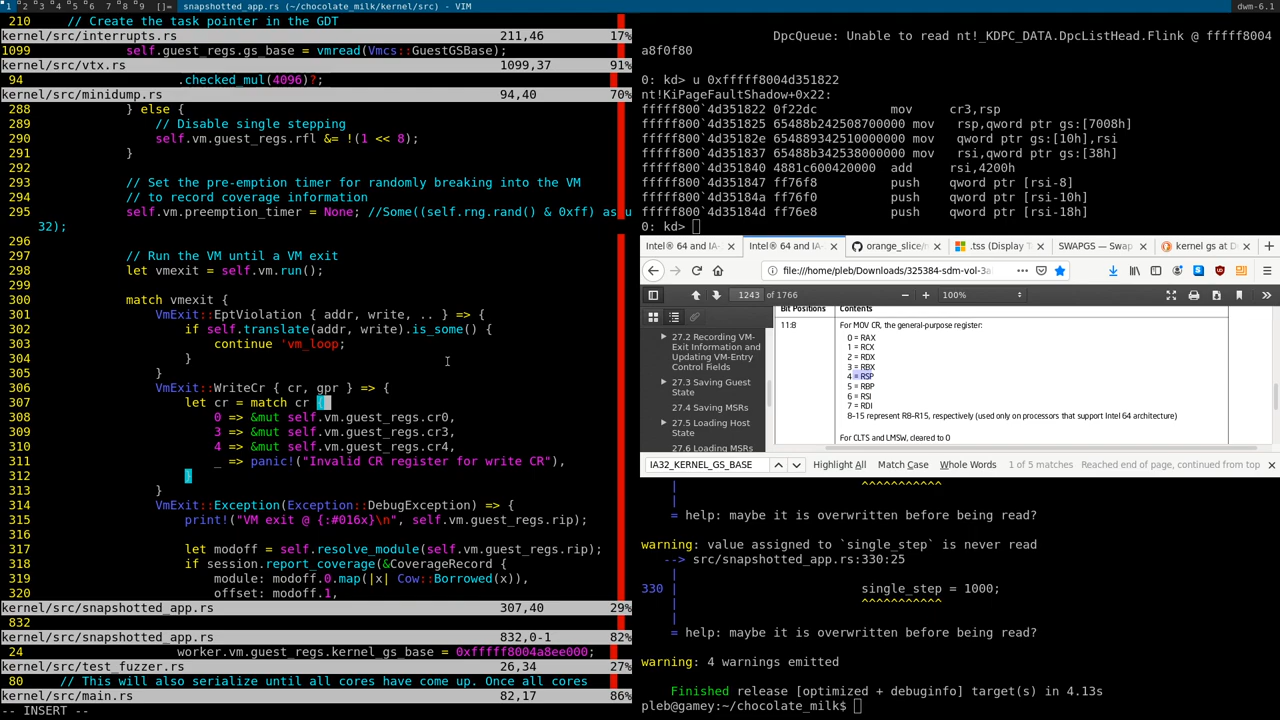 1 2 3 4 5 6 7 8 9 []= snapshotted_app.rs (~/chocolate_milk/kernel/src) - VIM dwm-6.1
210 // Create the task pointer in the GDT
kernel/src/interrupts.rs 211,46 17%
1099 self.guest_regs.gs_base = vmread(Vmcs::GuestGSBase);
kernel/src/vtx.rs 1099,37 91%
94 .checked_mul(4096)?;
kernel/src/minidump.rs 94,40 70%
288 } else {
289 // Disable single stepping
290 self.vm.guest_regs.rfl &= !(1 << 8);
291 }
292
293 // Set the pre-emption timer for randomly breaking into the VM
294 // to record coverage information
295 self.vm.preemption_timer = None; //Some((self.rng.rand() & 0xff) as u
32);
296
297 // Run the VM until a VM exit
298 let vmexit = self.vm.run();
299
300 match vmexit {
301 VmExit::EptViolation { addr, write, .. } => {
302 if self.translate(addr, write).is_some() {
303 continue 'vm_loop;
304 }
305 }
306 VmExit::WriteCr { cr, gpr } => {
307 let cr = match cr {
308 0 => &mut self.vm.guest_regs.cr0,
309 3 => &mut self.vm.guest_regs.cr3,
310 4 => &mut self.vm.guest_regs.cr4,
311 _ => panic!("Invalid CR register for write CR"),
312 }
313 }
314 VmExit::Exception(Exception::DebugException) => {
315 print!("VM exit @ {:#016x}\n", self.vm.guest_regs.rip);
316
317 let modoff = self.resolve_module(self.vm.guest_regs.rip);
318 if session.report_coverage(&CoverageRecord {
319 module: modoff.0.map(|x| Cow::Borrowed(x)),
320 offset: modoff.1,
kernel/src/snapshotted_app.rs 307,40 29%
832
kernel/src/snapshotted_app.rs 832,0-1 82%
24 worker.vm.guest_regs.kernel_gs_base = 0xfffff8004a8ee000;
kernel/src/test_fuzzer.rs 26,34 27%
80 // This will also serialize until all cores have come up. Once all cores
kernel/src/main.rs 82,17 86%
-- INSERT --
DpcQueue: Unable to read nt!_KDPC_DATA.DpcListHead.Flink @ fffff8004
a8f0f80
0: kd> u 0xfffff8004d351822
nt!KiPageFaultShadow+0x22:
fffff800`4d351822 0f22dc mov cr3,rsp
fffff800`4d351825 65488b242508700000 mov rsp,qword ptr gs:[7008h]
fffff800`4d35182e 654889342510000000 mov qword ptr gs:[10h],rsi
fffff800`4d351837 65488b342538000000 mov rsi,qword ptr gs:[38h]
fffff800`4d351840 4881c600420000 add rsi,4200h
fffff800`4d351847 ff76f8 push qword ptr [rsi-8]
fffff800`4d35184a ff76f0 push qword ptr [rsi-10h]
fffff800`4d35184d ff76e8 push qword ptr [rsi-18h]
0: kd>
Intel® 64 and IA- Intel® 64 and IA- orange_slice/m .tss (Display Ta SWAPGS — Swap kernel gs at D
file:///home/pleb/Downloads/325384-sdm-vol-3a
1243 of 1766 100%
Bit Positions Contents
11:8 For MOV CR, the general-purpose register:
0 = RAX
1 = RCX
2 = RDX
3 = RBX
4 = RSP
5 = RBP
6 = RSI
7 = RDI
8–15 represent R8–R15, respectively (used only on processors that support Intel 64 architecture)
For CLTS and LMSW, cleared to 0
27.2 Recording VM-
Exit Information and
Updating VM-Entry
Control Fields
27.3 Saving Guest
State
27.4 Saving MSRs
27.5 Loading Host
State
27.6 Loading MSRs
IA32_KERNEL_GS_BASE Highlight All Match Case Whole Words 1 of 5 matches Reached end of page, continued from top
| ^^^^^^^^^^^
|
= help: maybe it is overwritten before being read?
warning: value assigned to `single_step` is never read
--> src/snapshotted_app.rs:330:25
|
330 | single_step = 1000;
| ^^^^^^^^^^^
|
= help: maybe it is overwritten before being read?
warning: 4 warnings emitted
Finished release [optimized + debuginfo] target(s) in 4.13s
pleb@gamey:~/chocolate_milk$